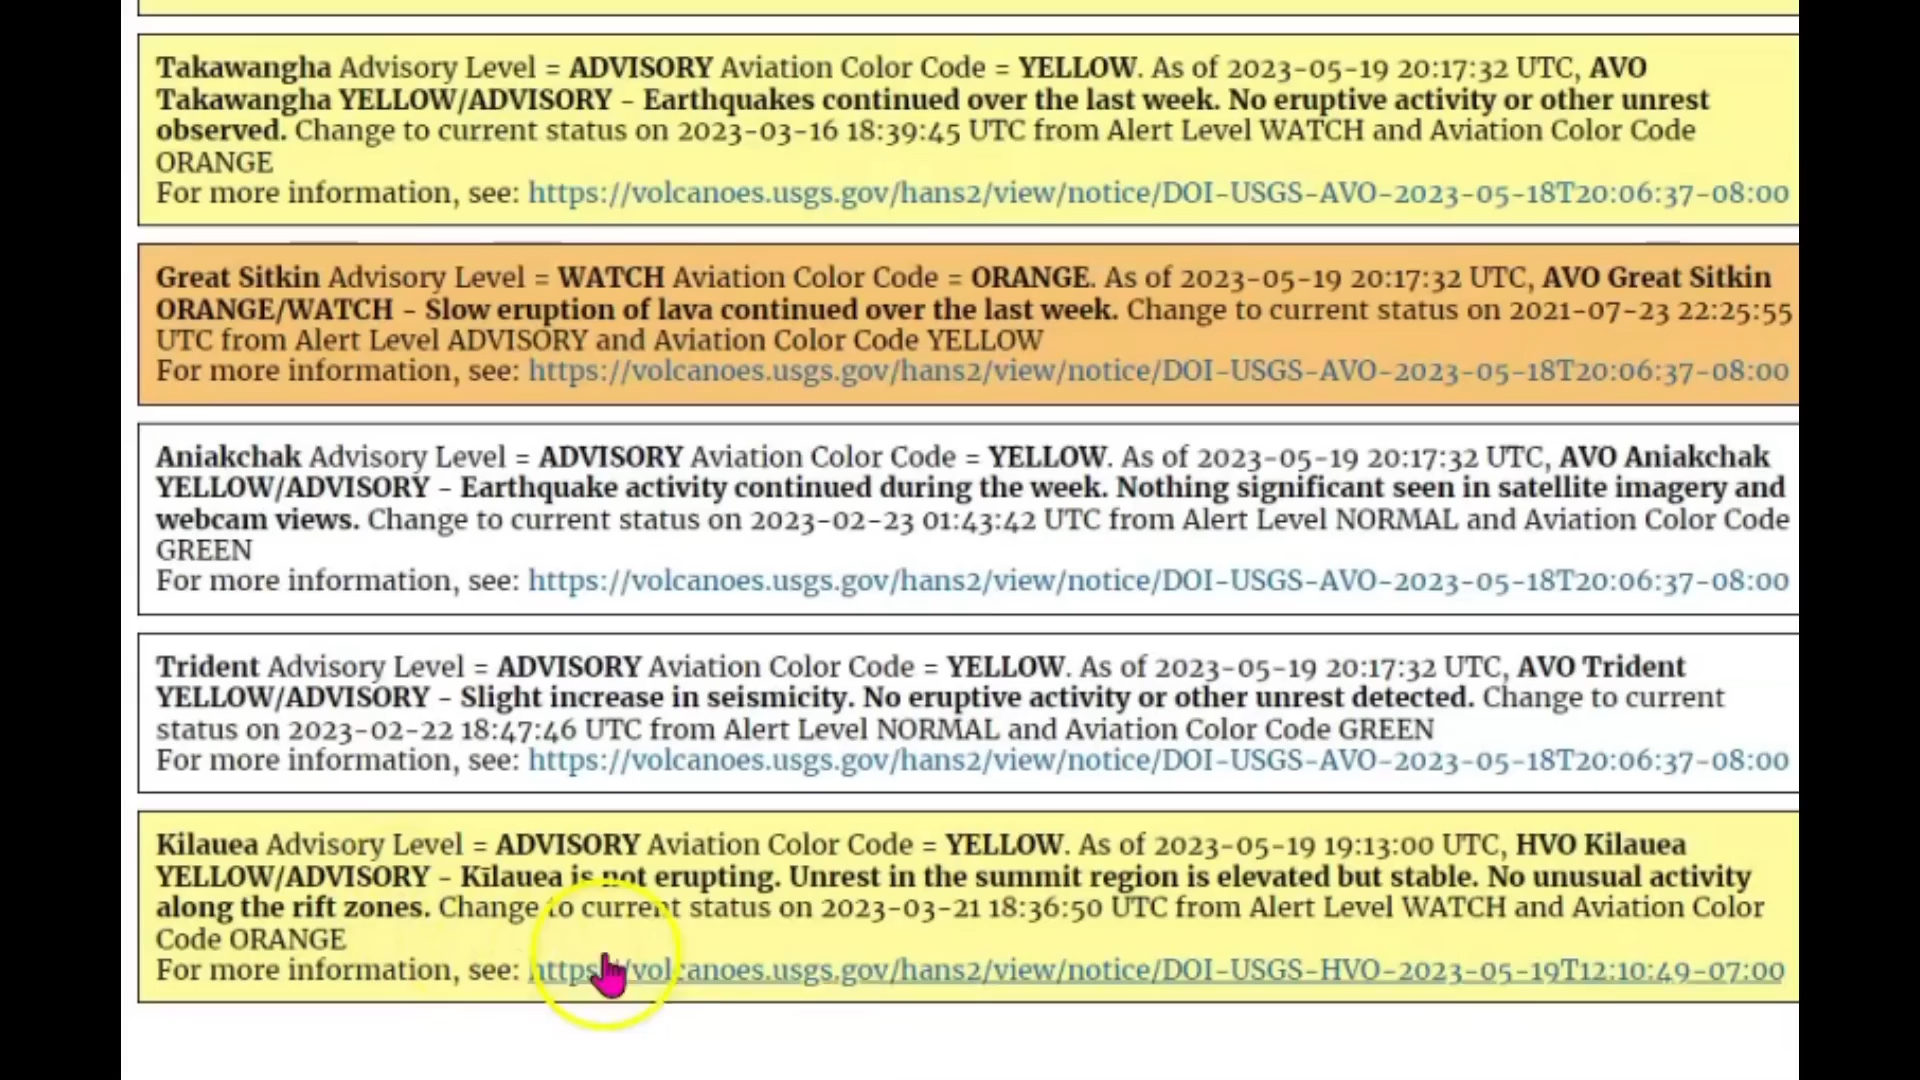 Takawangha Advisory Level = ADVISORY Aviation Color Code = YELLOW. As of 2023-05-19 20:17:32 UTC, AVO
Takawangha YELLOW/ADVISORY - Earthquakes continued over the last week. No eruptive activity or other unrest
observed. Change to current status on 2023-03-16 18:39:45 UTC from Alert Level WATCH and Aviation Color Code
ORANGE
For more information, see: https://volcanoes.usgs.gov/hans2/view/notice/DOI-USGS-AVO-2023-05-18T20:06:37-08:00
Great Sitkin Advisory Level = WATCH Aviation Color Code = ORANGE. As of 2023-05-19 20:17:32 UTC, AVO Great Sitkin
ORANGE/WATCH - Slow eruption of lava continued over the last week. Change to current status on 2021-07-23 22:25:55
UTC from Alert Level ADVISORY and Aviation Color Code YELLOW
For more information, see: https://volcanoes.usgs.gov/hans2/view/notice/DOI-USGS-AVO-2023-05-18T20:06:37-08:00
Aniakchak Advisory Level = ADVISORY Aviation Color Code = YELLOW. As of 2023-05-19 20:17:32 UTC, AVO Aniakchak
YELLOW/ADVISORY - Earthquake activity continued during the week. Nothing significant seen in satellite imagery and
webcam views. Change to current status on 2023-02-23 01:43:42 UTC from Alert Level NORMAL and Aviation Color Code
GREEN
For more information, see: https://volcanoes.usgs.gov/hans2/view/notice/DOI-USGS-AVO-2023-05-18T20:06:37-08:00
Trident Advisory Level = ADVISORY Aviation Color Code = YELLOW. As of 2023-05-19 20:17:32 UTC, AVO Trident
YELLOW/ADVISORY - Slight increase in seismicity. No eruptive activity or other unrest detected. Change to current
status on 2023-02-22 18:47:46 UTC from Alert Level NORMAL and Aviation Color Code GREEN
For more information, see: https://volcanoes.usgs.gov/hans2/view/notice/DOI-USGS-AVO-2023-05-18T20:06:37-08:00
Kilauea Advisory Level = ADVISORY Aviation Color Code = YELLOW. As of 2023-05-19 19:13:00 UTC, HVO Kilauea
YELLOW/ADVISORY - Kīlauea is not erupting. Unrest in the summit region is elevated but stable. No unusual activity
along the rift zones. Change to current status on 2023-03-21 18:36:50 UTC from Alert Level WATCH and Aviation Color
Code ORANGE
For more information, see: https://volcanoes.usgs.gov/hans2/view/notice/DOI-USGS-HVO-2023-05-19T12:10:49-07:00